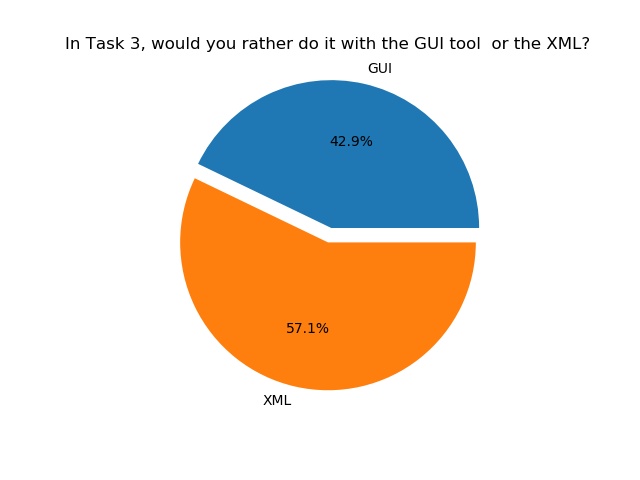 In Task 3, would you rather do it with the GUI tool  or the XML?
GUI
42.9%
57.1%
XML